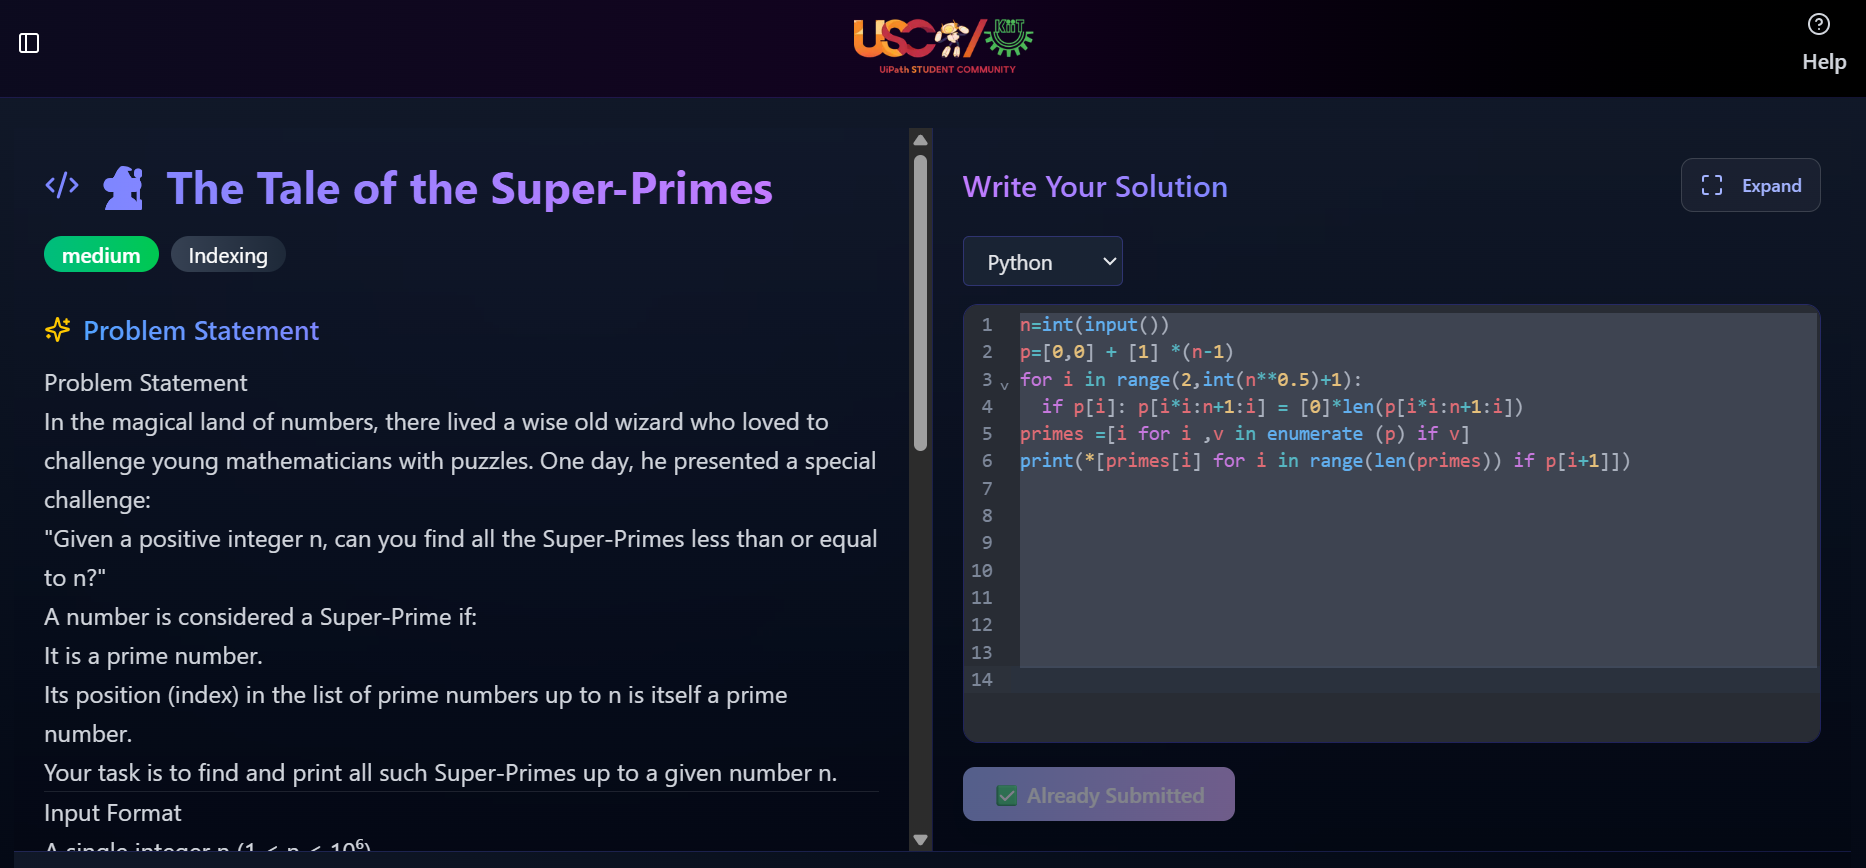 USC / KiiT
UiPath STUDENT COMMUNITY
Help
</> The Tale of the Super-Primes
medium Indexing
Problem Statement
Problem Statement
In the magical land of numbers, there lived a wise old wizard who loved to
challenge young mathematicians with puzzles. One day, he presented a special
challenge:
"Given a positive integer n, can you find all the Super-Primes less than or equal
to n?"
A number is considered a Super-Prime if:
It is a prime number.
Its position (index) in the list of prime numbers up to n is itself a prime
number.
Your task is to find and print all such Super-Primes up to a given number n.
Input Format
A single integer n (1 ≤ n ≤ 10⁶)
Write Your Solution
Expand
Python
1 n=int(input())
2 p=[0,0] + [1] *(n-1)
3 for i in range(2,int(n**0.5)+1):
4   if p[i]: p[i*i:n+1:i] = [0]*len(p[i*i:n+1:i])
5 primes =[i for i ,v in enumerate (p) if v]
6 print(*[primes[i] for i in range(len(primes)) if p[i+1]])
7
8
9
10
11
12
13
14
Already Submitted